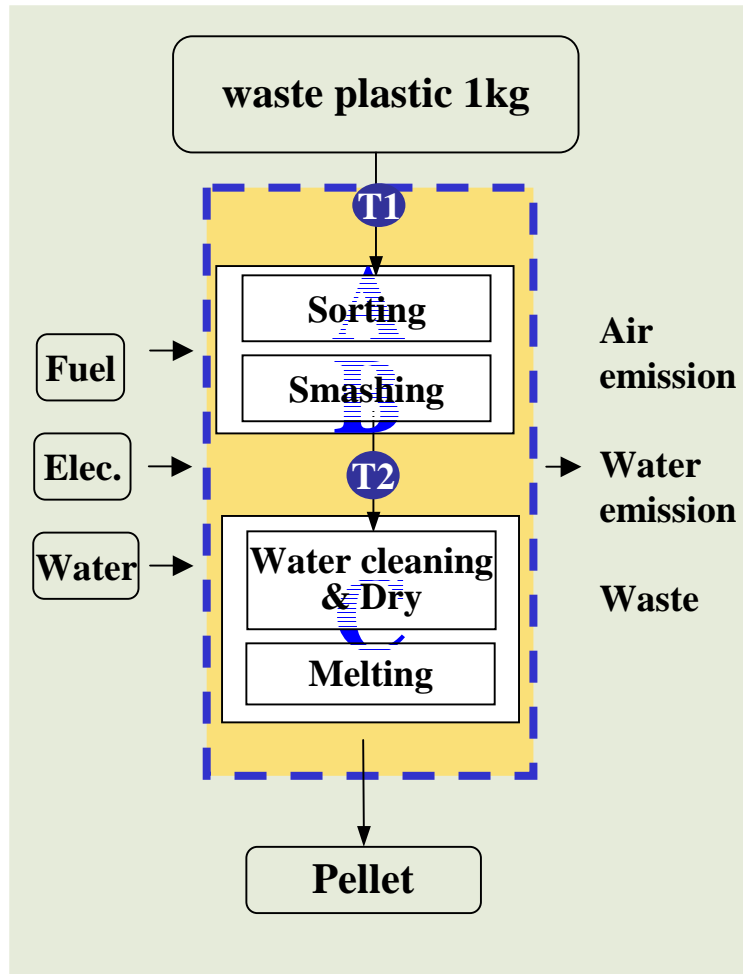 waste plastic 1kg
T1
A
Sorting
B
Smashing
Fuel
Elec.
Water
T2
Water cleaning
& Dry
C
Melting
Air
emission
Water
emission
Waste
Pellet